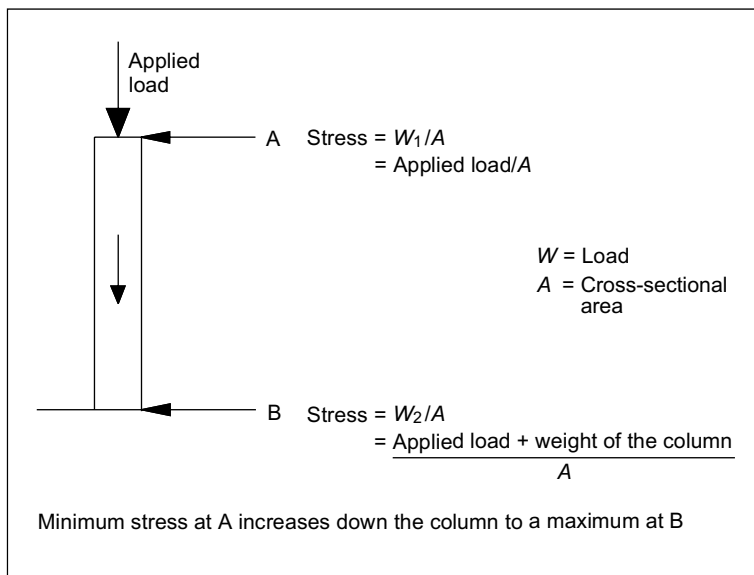 Applied
load
A Stress = W₁/A
= Applied load/A
W = Load
A = Cross-sectional
area
B Stress = W₂/A
= Applied load + weight of the column
A
Minimum stress at A increases down the column to a maximum at B